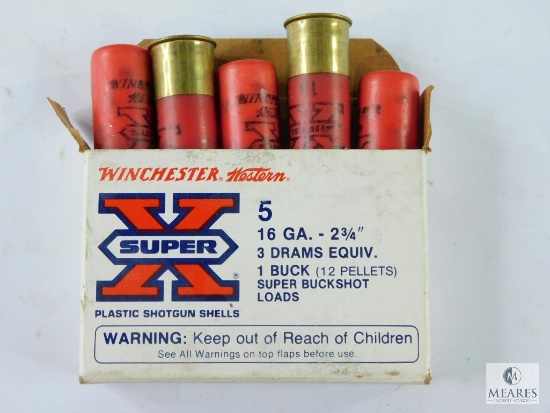 WINCHESTER Western
5
16 GA. - 2¾"
3 DRAMS EQUIV.
1 BUCK (12 PELLETS)
SUPER BUCKSHOT
LOADS
X
SUPER
®
PLASTIC SHOTGUN SHELLS
WARNING: Keep out of Reach of Children
See All Warnings on top flaps before use.
M
MEARES